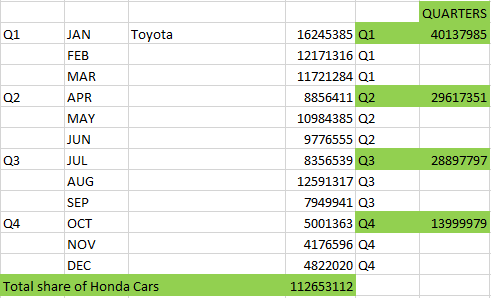 QUARTERS
Q1 JAN Toyota 16245385 Q1 40137985
FEB 12171316 Q1
MAR 11721284 Q1
Q2 APR 8856411 Q2 29617351
MAY 10984385 Q2
JUN 9776555 Q2
Q3 JUL 8356539 Q3 28897797
AUG 12591317 Q3
SEP 7949941 Q3
Q4 OCT 5001363 Q4 13999979
NOV 4176596 Q4
DEC 4822020 Q4
Total share of Honda Cars 112653112